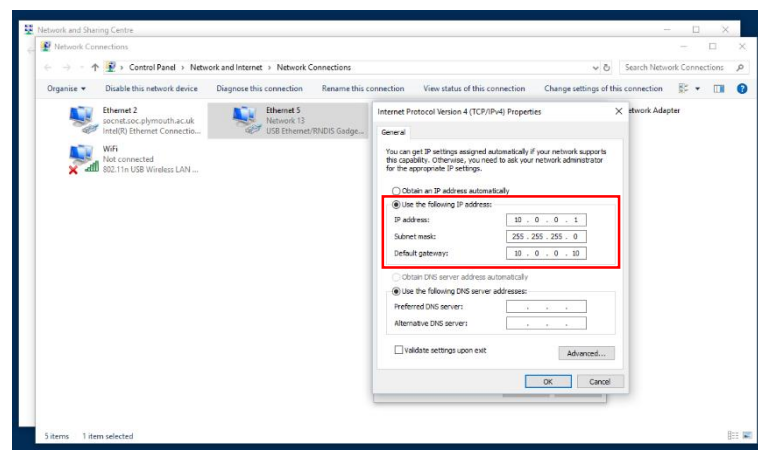 Network and Sharing Centre
Network Connections
Control Panel › Network and Internet › Network Connections
Search Network Connections
Organise
Disable this network device
Diagnose this connection
Rename this connection
View status of this connection
Change settings of this connection
Ethernet 2
socnet.soc.plymouth.ac.uk
Intel(R) Ethernet Connectio...
Ethernet 5
Network 13
USB Ethernet/RNDIS Gadge...
etwork Adapter
WiFi
Not connected
802.11n USB Wireless LAN ...
Internet Protocol Version 4 (TCP/IPv4) Properties
General
You can get IP settings assigned automatically if your network supports
this capability. Otherwise, you need to ask your network administrator
for the appropriate IP settings.
Obtain an IP address automatically
Use the following IP address:
IP address: 10 . 0 . 0 . 1
Subnet mask: 255 . 255 . 255 . 0
Default gateway: 10 . 0 . 0 . 10
Obtain DNS server address automatically
Use the following DNS server addresses:
Preferred DNS server: . . .
Alternative DNS server: . . .
Validate settings upon exit
Advanced...
OK Cancel
5 items 1 item selected